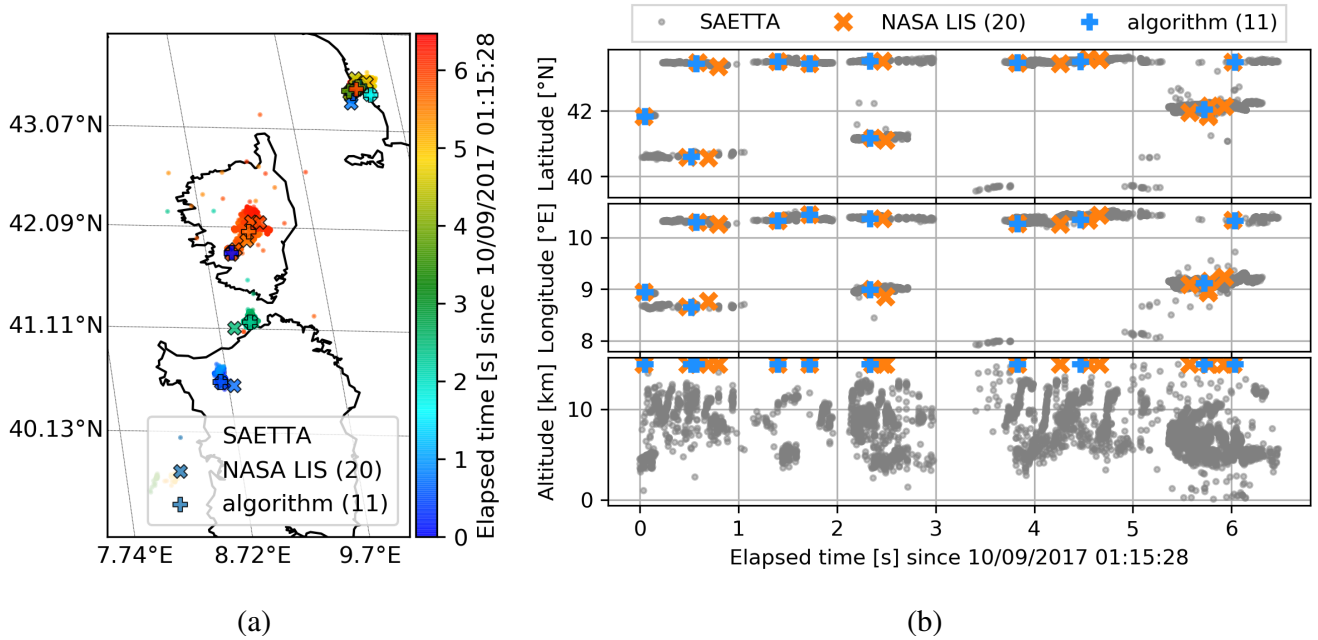 43.07°N
42.09°N
41.11°N
40.13°N
7.74°E 8.72°E 9.7°E
SAETTA
NASA LIS (20)
algorithm (11)
6
5
4
3
2
1
0
Elapsed time [s] since 10/09/2017 01:15:28
(a)
SAETTA NASA LIS (20) algorithm (11)
Latitude [°N]
42
40
Longitude [°E]
10
9
8
Altitude [km]
10
0
0 1 2 3 4 5 6
Elapsed time [s] since 10/09/2017 01:15:28
(b)